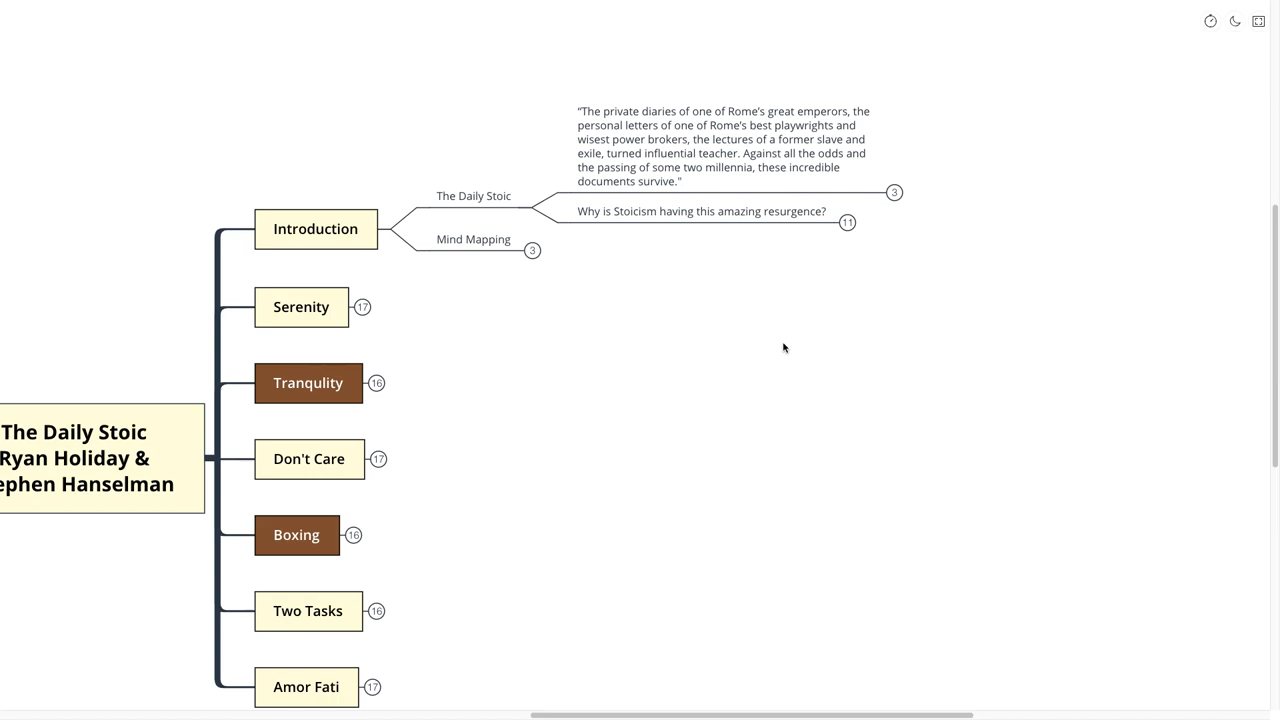 “The private diaries of one of Rome’s great emperors, the
personal letters of one of Rome’s best playwrights and
wisest power brokers, the lectures of a former slave and
exile, turned influential teacher. Against all the odds and
the passing of some two millennia, these incredible
documents survive."
3
The Daily Stoic
Why is Stoicism having this amazing resurgence?
11
Introduction
Mind Mapping
3
Serenity
17
Tranqulity
16
The Daily Stoic
Ryan Holiday &
ephen Hanselman
Don't Care
17
Boxing
16
Two Tasks
16
Amor Fati
17